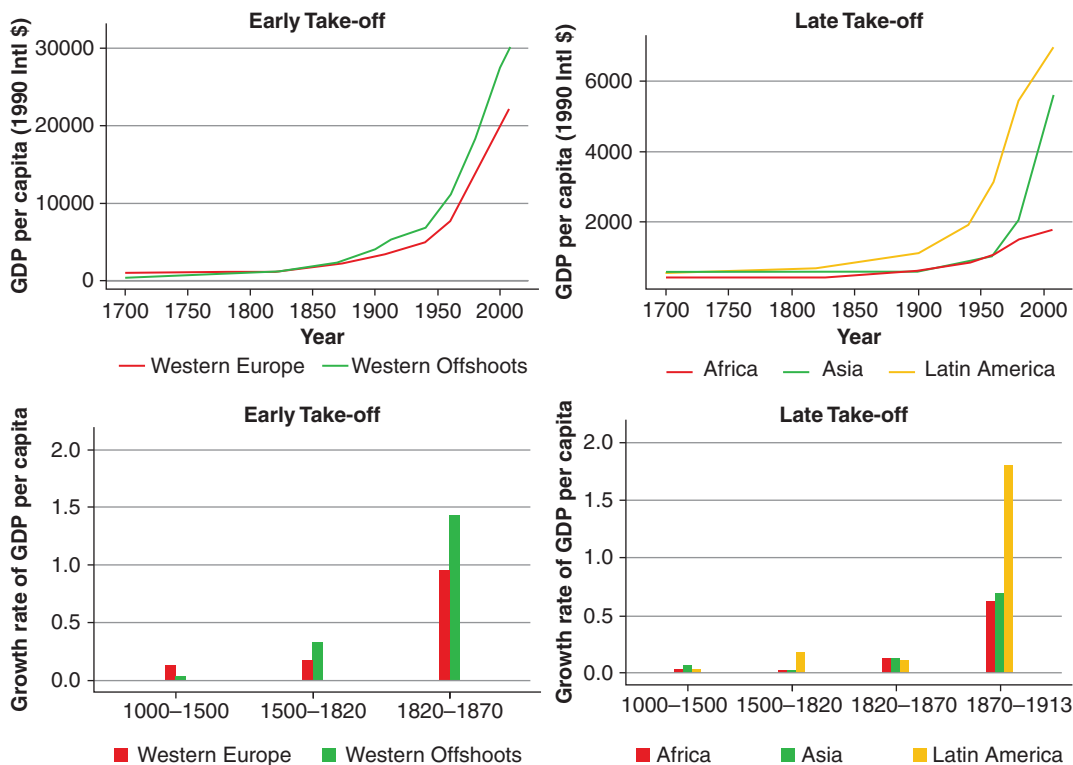 Early Take-off
GDP per capita (1990 Intl $)
30000
20000
10000
0
1700 1750 1800 1850 1900 1950 2000
Year
Western Europe Western Offshoots
Late Take-off
GDP per capita (1990 Intl $)
6000
4000
2000
1700 1750 1800 1850 1900 1950 2000
Year
Africa Asia Latin America
Early Take-off
Growth rate of GDP per capita
2.0
1.5
1.0
0.5
0.0
1000–1500 1500–1820 1820–1870
Western Europe Western Offshoots
Late Take-off
Growth rate of GDP per capita
2.0
1.5
1.0
0.5
0.0
1000–1500 1500–1820 1820–1870 1870–1913
Africa Asia Latin America